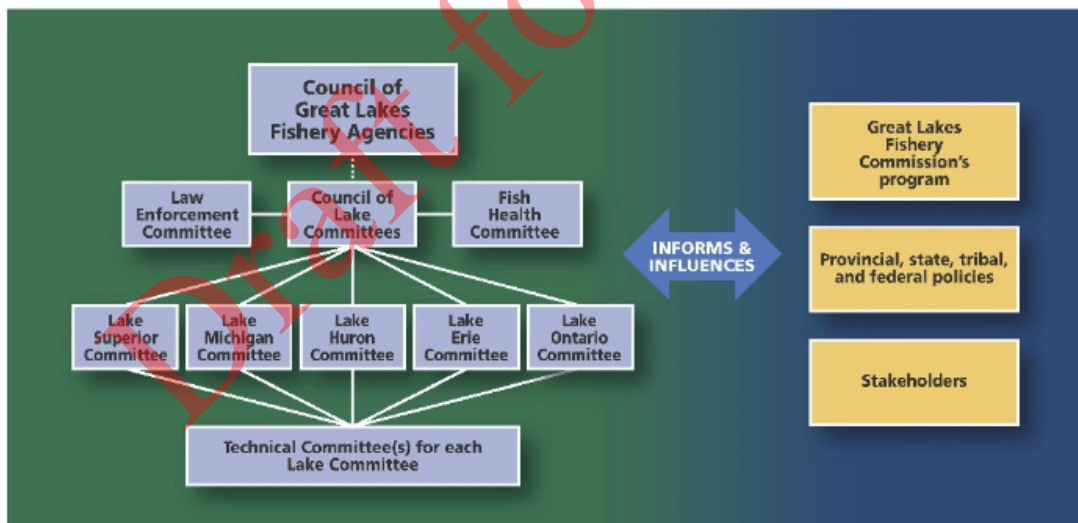 Council of
Great Lakes
Fishery Agencies
Law
Enforcement
Committee
Council of
Lake
Committees
Fish
Health
Committee
Lake
Superior
Committee
Lake
Michigan
Committee
Lake
Huron
Committee
Lake
Erie
Committee
Lake
Ontario
Committee
Technical Committee(s) for each
Lake Committee
INFORMS &
INFLUENCES
Great Lakes
Fishery
Commission's
program
Provincial, state, tribal,
and federal policies
Stakeholders
Draft fo